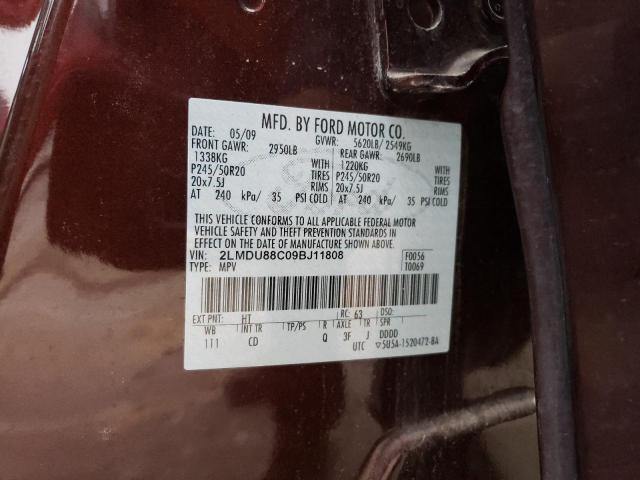 MFD. BY FORD MOTOR CO.
DATE: 05/09 GVWR: 5620LB/ 2549KG
FRONT GAWR: 2950LB REAR GAWR: 2690LB
1338KG WITH 1220KG WITH
P245/50R20 TIRES P245/50R20 TIRES
20x7.5J RIMS 20x7.5J RIMS
AT 240 kPa/ 35 PSI COLD AT 240 kPa/ 35 PSI COLD
THIS VEHICLE CONFORMS TO ALL APPLICABLE FEDERAL MOTOR
VEHICLE SAFETY AND THEFT PREVENTION STANDARDS IN
EFFECT ON THE DATE OF MANUFACTURE SHOWN ABOVE.
VIN: 2LMDU88C09BJ11808 F0056
TYPE: MPV T0069
EXT PNT: HT RC: 63 DSO:
WB INT TR TP/PS R AXLE TR SPR
111 CD Q 3F J DDDD
UTC 5U5A-1520472-BA